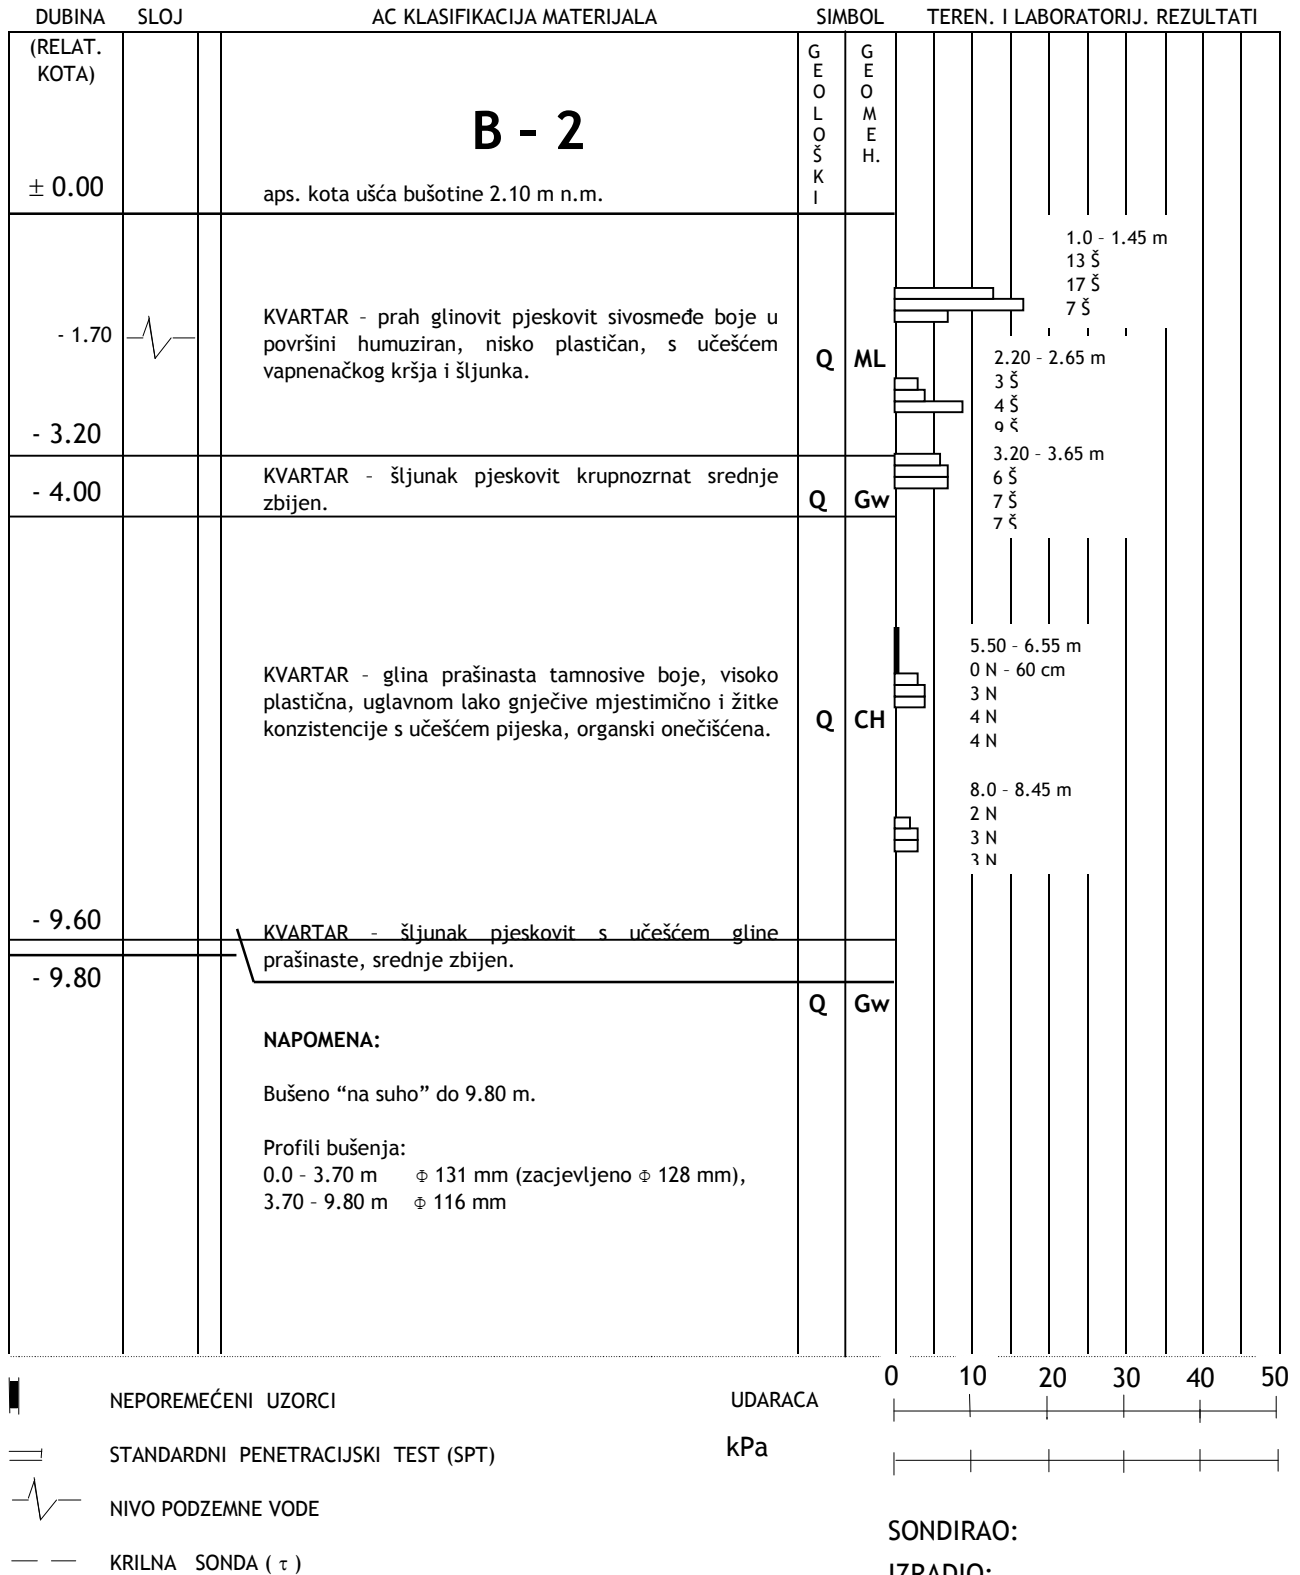 DUBINA SLOJ AC KLASIFIKACIJA MATERIJALA SIMBOL TEREN. I LABORATORIJ. REZULTATI
(RELAT. KOTA)
GEOLOŠKI
GEOMEH.
B - 2
± 0.00
aps. kota ušća bušotine 2.10 m n.m.
1.0 – 1.45 m
13 Š
17 Š
7 Š
- 1.70
KVARTAR – prah glinovit pjeskovit sivosmeđe boje u
površini humuziran, nisko plastičan, s učešćem
vapnenačkog kršja i šljunka.
Q ML
2.20 – 2.65 m
3 Š
4 Š
9 Š
- 3.20
3.20 – 3.65 m
6 Š
7 Š
7 Š
KVARTAR – šljunak pjeskovit krupnozrnat srednje
zbijen.
- 4.00
Q Gw
5.50 – 6.55 m
0 N – 60 cm
3 N
4 N
4 N
KVARTAR – glina prašinasta tamnosive boje, visoko
plastična, uglavnom lako gnječive mjestimično i žitke
konzistencije s učešćem pijeska, organski onečišćena.
Q CH
8.0 – 8.45 m
2 N
3 N
3 N
- 9.60
KVARTAR – šljunak pjeskovit s učešćem gline
prašinaste, srednje zbijen.
- 9.80
Q Gw
NAPOMENA:
Bušeno “na suho” do 9.80 m.
Profili bušenja:
0.0 – 3.70 m Φ 131 mm (zacjevljeno Φ 128 mm),
3.70 – 9.80 m Φ 116 mm
0 10 20 30 40 50
NEPOREMEĆENI UZORCI UDARACA
STANDARDNI PENETRACIJSKI TEST (SPT) kPa
NIVO PODZEMNE VODE
SONDIRAO:
KRILNA SONDA ( τ )
IZRADIO: